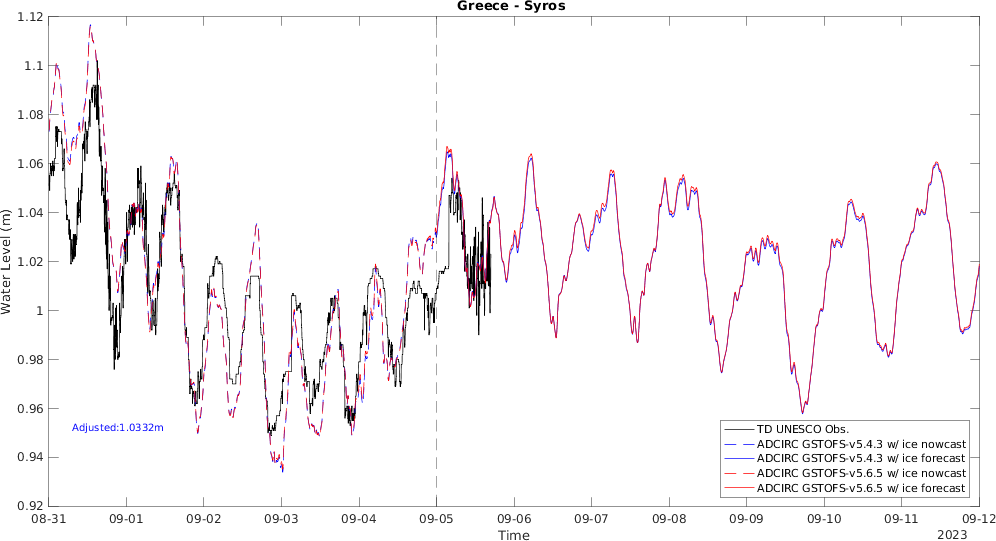 Greece - Syros
1.12
1.1
1.08
1.06
1.04
1.02
1
0.98
0.96
0.94
0.92
Water Level (m)
Adjusted:1.0332m
TD UNESCO Obs.
ADCIRC GSTOFS-v5.4.3 w/ ice nowcast
ADCIRC GSTOFS-v5.4.3 w/ ice forecast
ADCIRC GSTOFS-v5.6.5 w/ ice nowcast
ADCIRC GSTOFS-v5.6.5 w/ ice forecast
08-31 09-01 09-02 09-03 09-04 09-05 09-06 09-07 09-08 09-09 09-10 09-11 09-12
Time
2023